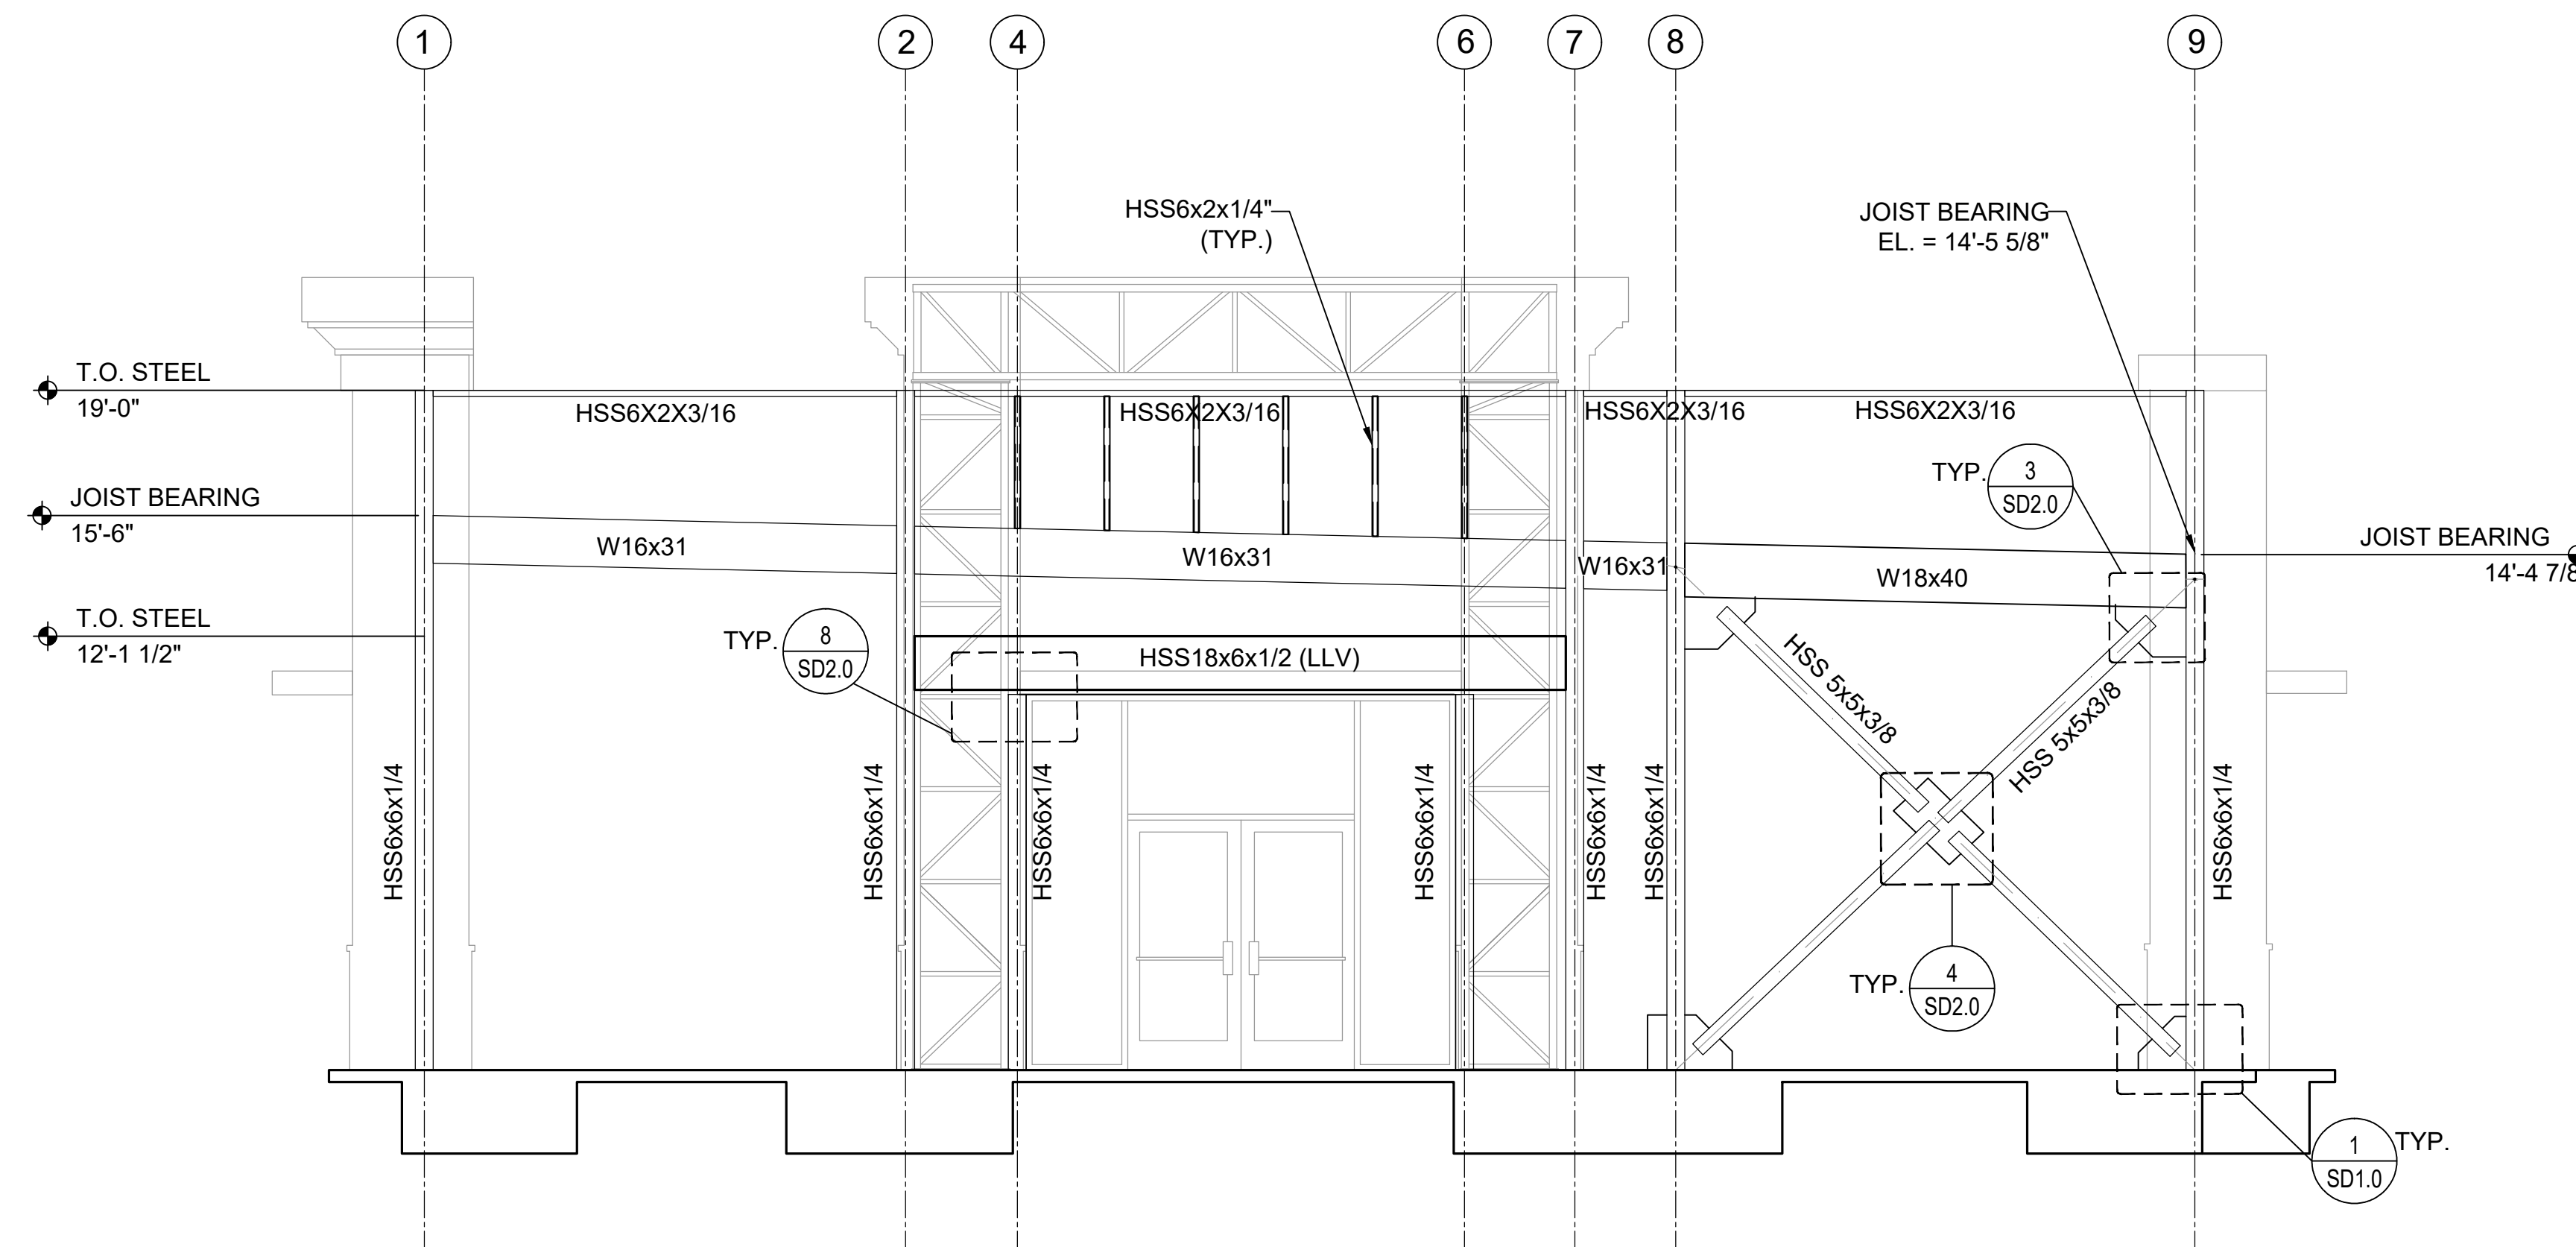 1
2
4
6
7
8
9
HSS6x2x1/4"
(TYP.)
JOIST BEARING
EL. = 14'-5 5/8"
T.O. STEEL
19'-0"
HSS6X2X3/16
HSS6X2X3/16
HSS6X2X3/16
HSS6X2X3/16
TYP.
3
SD2.0
JOIST BEARING
15'-6"
W16x31
W16x31
W16x31
W18x40
JOIST BEARING
14'-4 7/8
T.O. STEEL
12'-1 1/2"
TYP.
8
SD2.0
HSS18x6x1/2 (LLV)
HSS 5x5x3/8
HSS 5x5x3/8
HSS6x6x1/4
HSS6x6x1/4
HSS6x6x1/4
HSS6x6x1/4
HSS6x6x1/4
HSS6x6x1/4
HSS6x6x1/4
TYP.
4
SD2.0
1
SD1.0
TYP.